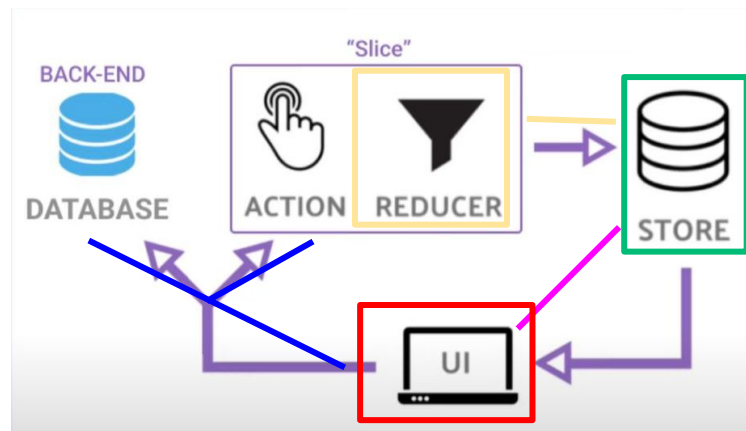 “Slice”
BACK-END
DATABASE
ACTION
REDUCER
STORE
UI